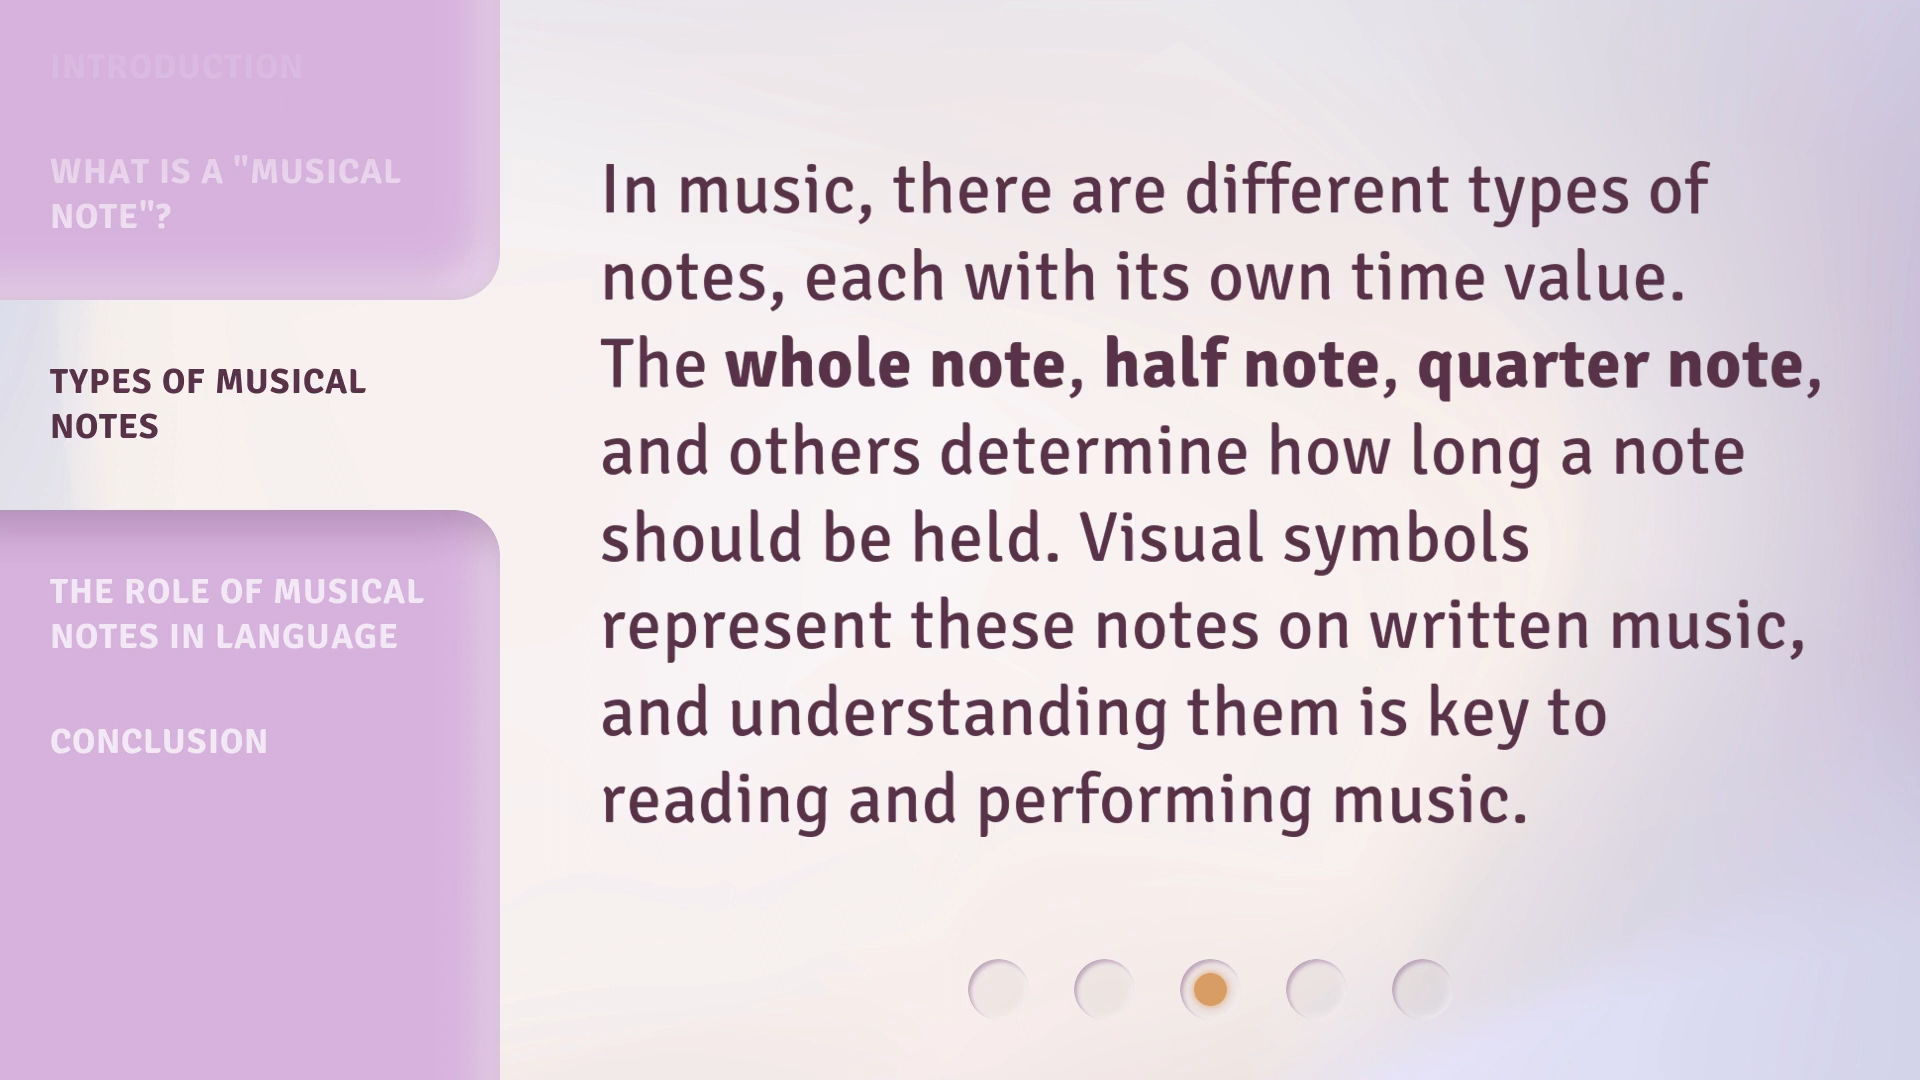 INTRODUCTION
WHAT IS A "MUSICAL
NOTE"?
TYPES OF MUSICAL
NOTES
THE ROLE OF MUSICAL
NOTES IN LANGUAGE
CONCLUSION
In music, there are different types of
notes, each with its own time value.
The whole note, half note, quarter note,
and others determine how long a note
should be held. Visual symbols
represent these notes on written music,
and understanding them is key to
reading and performing music.